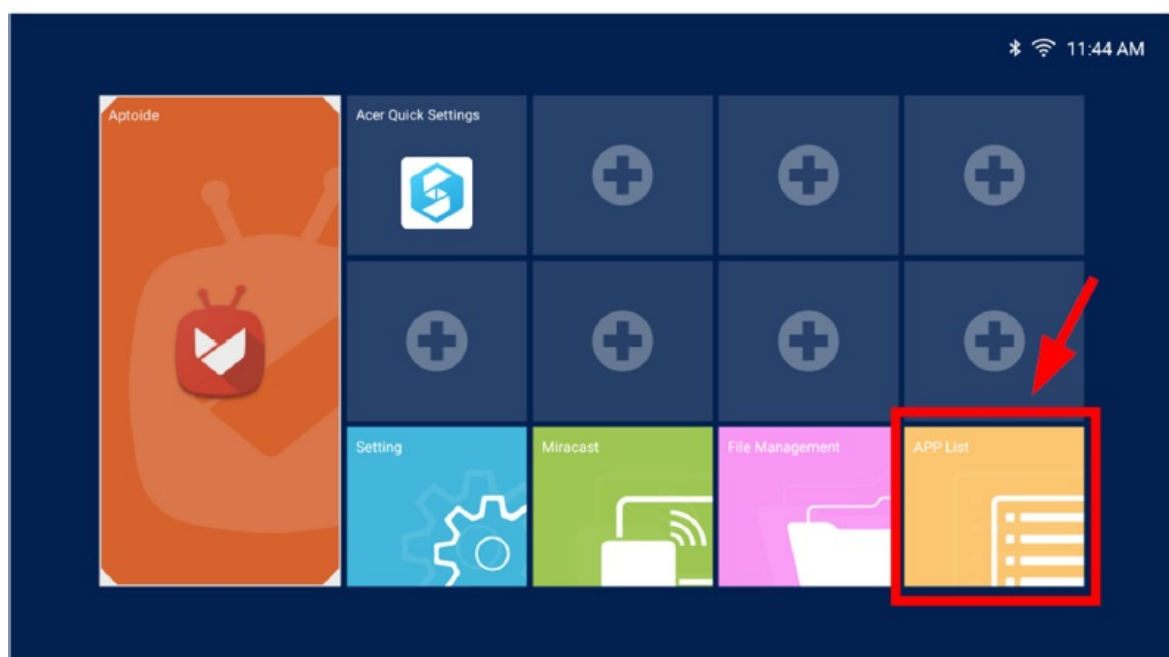 11:44 AM
Aptoide
Acer Quick Settings
Setting
Miracast
File Management
APP List